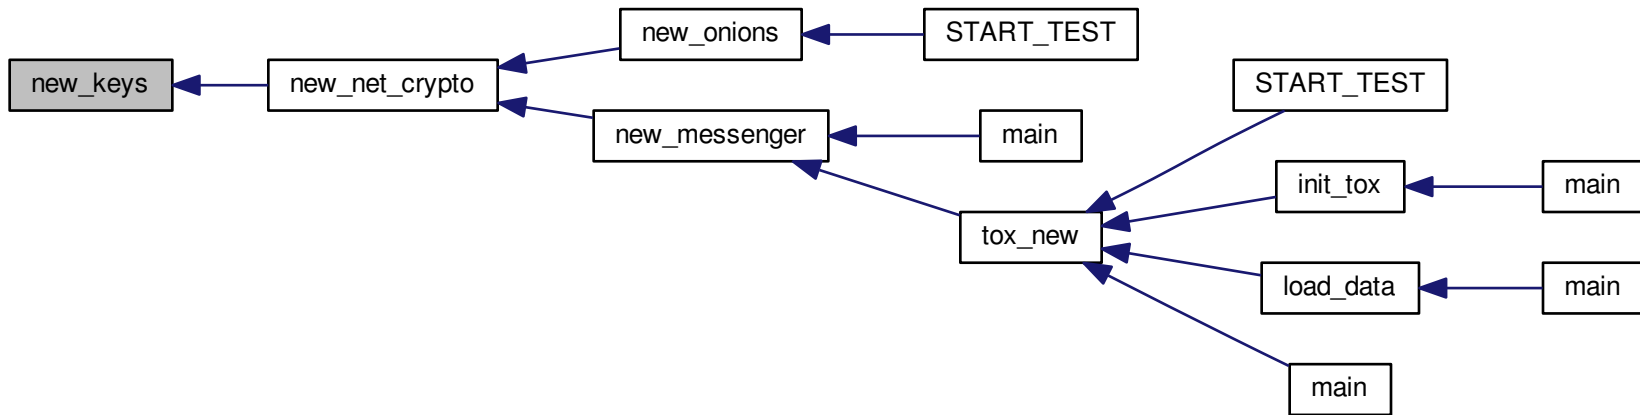 new_onions
START_TEST
new_keys
new_net_crypto
START_TEST
new_messenger
main
init_tox
main
tox_new
load_data
main
main